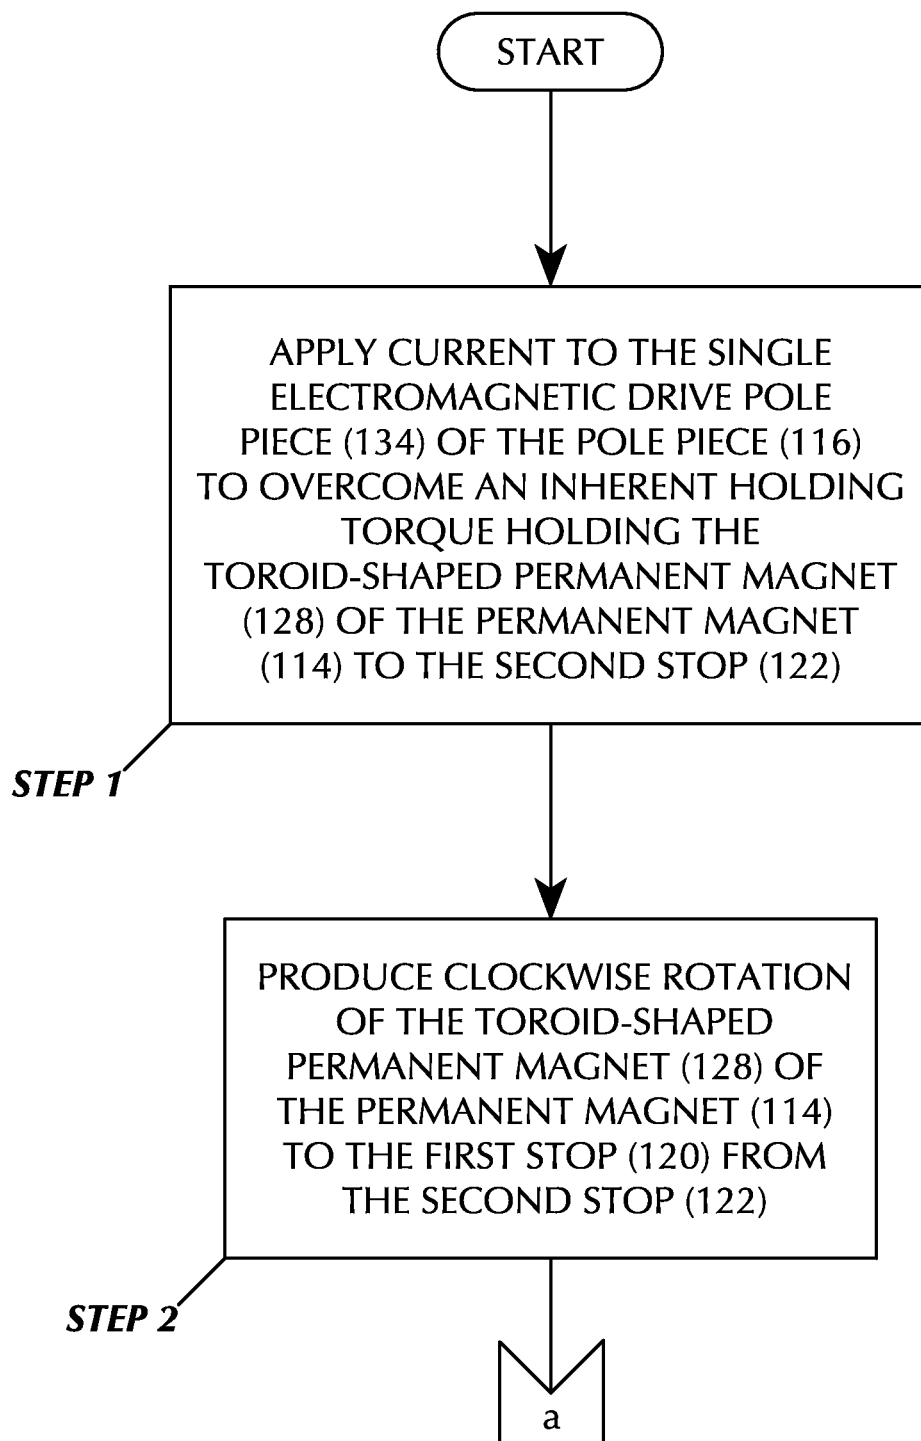 START
APPLY CURRENT TO THE SINGLE
ELECTROMAGNETIC DRIVE POLE
PIECE (134) OF THE POLE PIECE (116)
TO OVERCOME AN INHERENT HOLDING
TORQUE HOLDING THE
TOROID-SHAPED PERMANENT MAGNET
(128) OF THE PERMANENT MAGNET
(114) TO THE SECOND STOP (122)
STEP 1
PRODUCE CLOCKWISE ROTATION
OF THE TOROID-SHAPED
PERMANENT MAGNET (128) OF
THE PERMANENT MAGNET (114)
TO THE FIRST STOP (120) FROM
THE SECOND STOP (122)
STEP 2
a